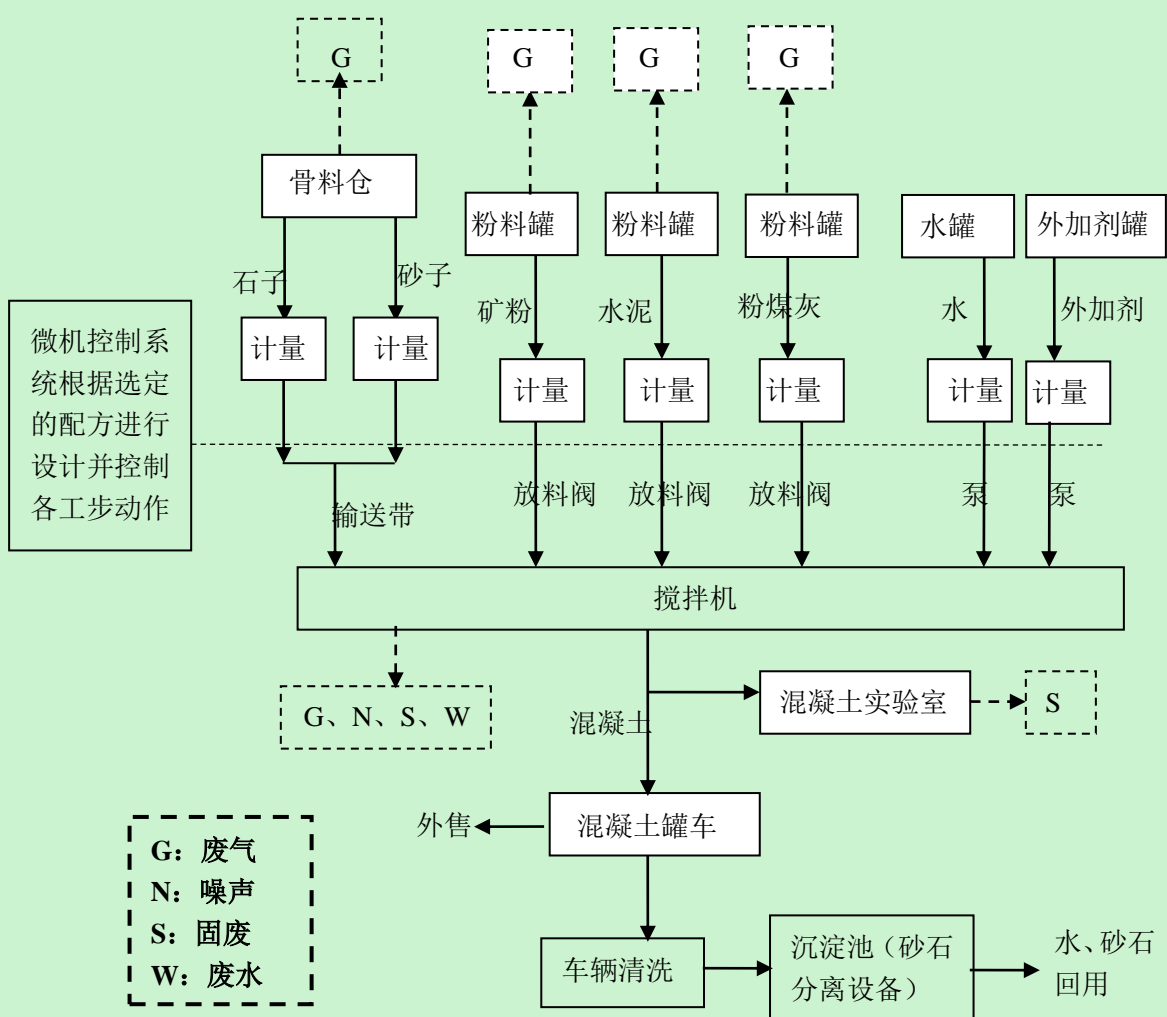 G
G
G
G
骨料仓
粉料罐
粉料罐
粉料罐
水罐
外加剂罐
石子
砂子
矿粉
水泥
粉煤灰
水
外加剂
微机控制系
统根据选定
的配方进行
设计并控制
各工步动作
计量
计量
计量
计量
计量
计量
计量
输送带
放料阀
放料阀
放料阀
泵
泵
搅拌机
G、N、S、W
混凝土
混凝土实验室
S
外售
混凝土罐车
G：废气
N：噪声
S：固废
W：废水
车辆清洗
沉淀池（砂石
分离设备）
水、砂石
回用